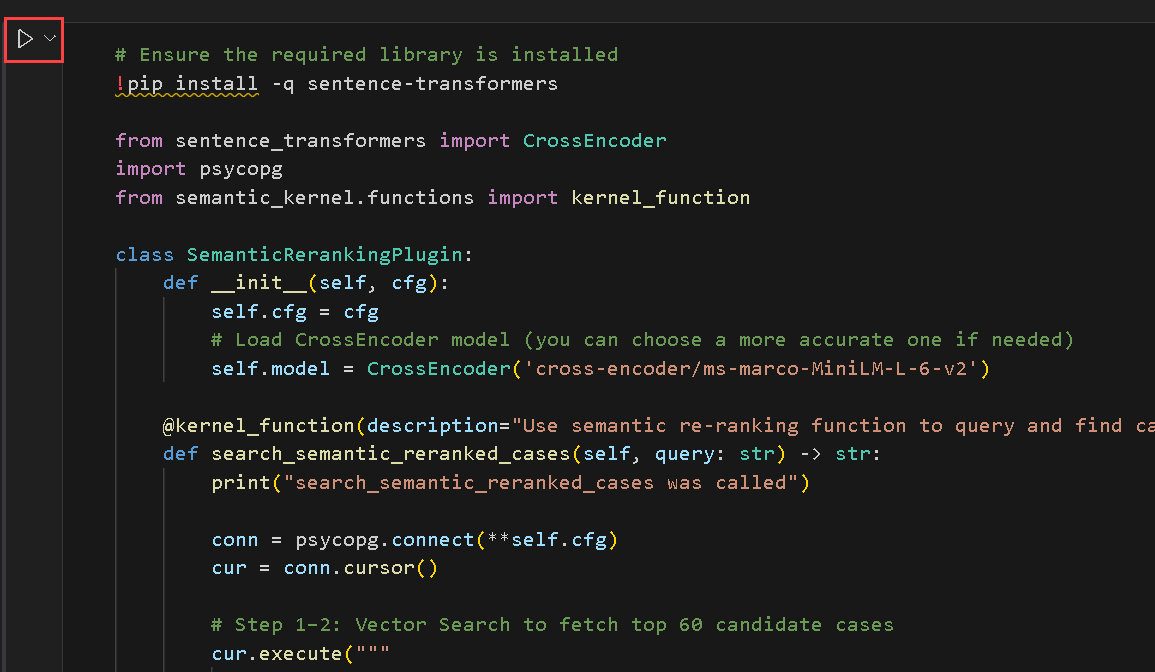 # Ensure the required library is installed
!pip install -q sentence-transformers
from sentence_transformers import CrossEncoder
import psycopg
from semantic_kernel.functions import kernel_function
class SemanticRerankingPlugin:
def __init__(self, cfg):
self.cfg = cfg
# Load CrossEncoder model (you can choose a more accurate one if needed)
self.model = CrossEncoder('cross-encoder/ms-marco-MiniLM-L-6-v2')
@kernel_function(description="Use semantic re-ranking function to query and find ca
def search_semantic_reranked_cases(self, query: str) -> str:
print("search_semantic_reranked_cases was called")
conn = psycopg.connect(**self.cfg)
cur = conn.cursor()
# Step 1–2: Vector Search to fetch top 60 candidate cases
cur.execute("""